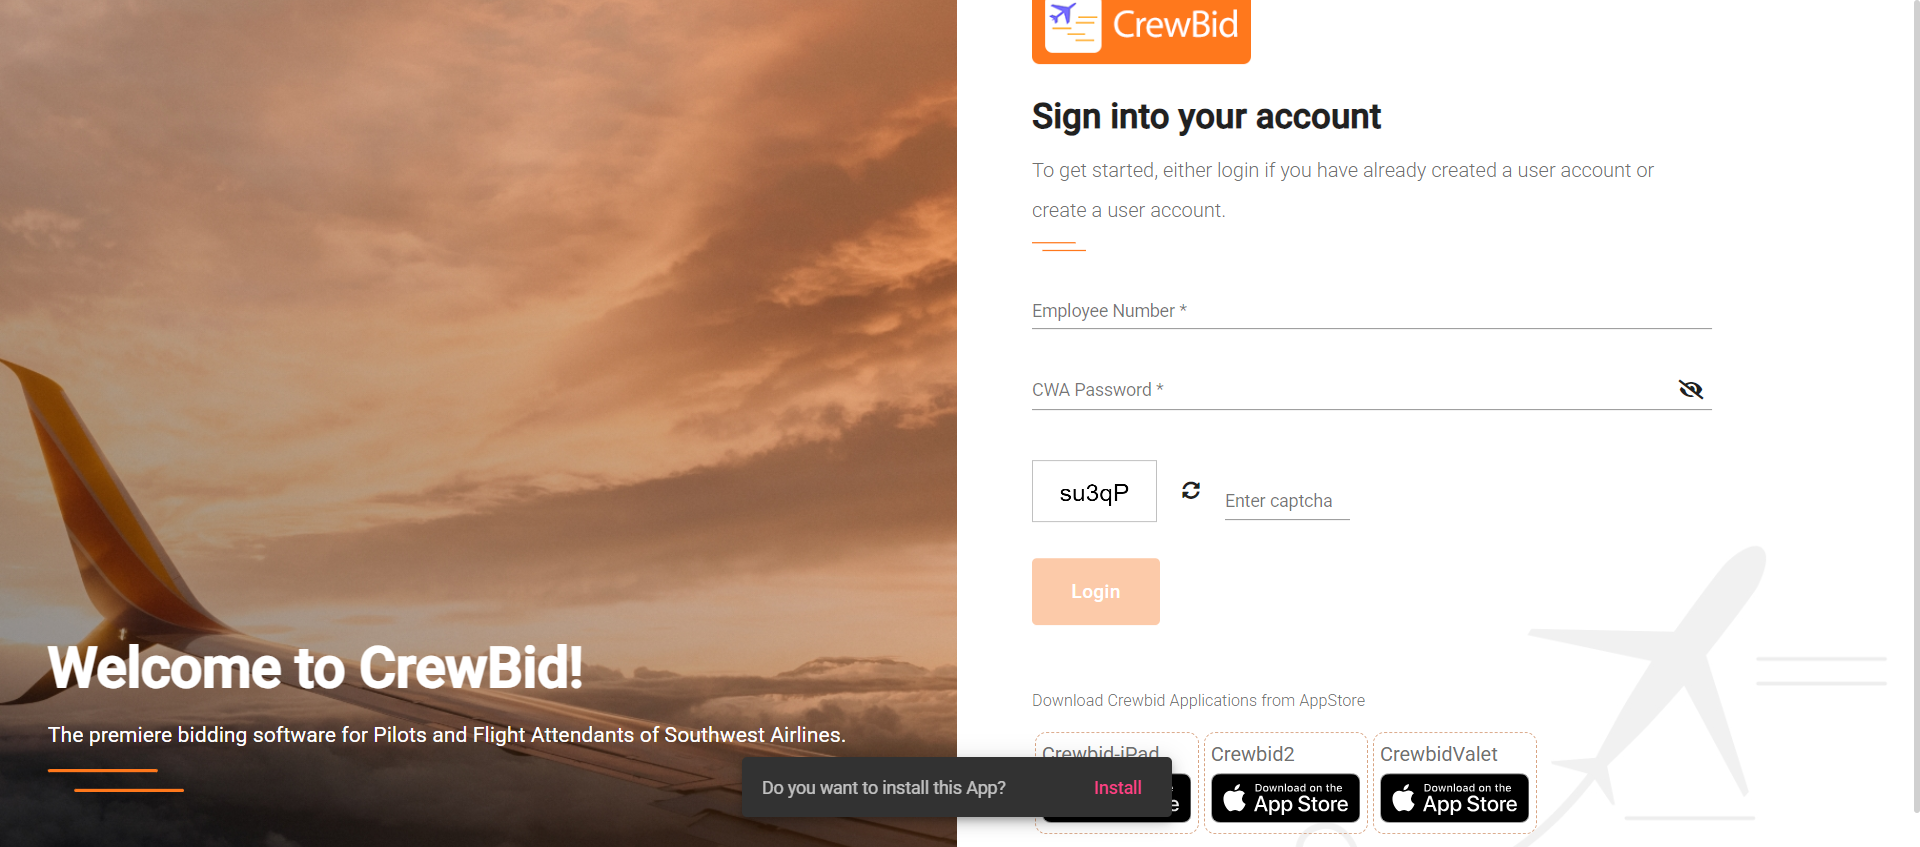 CrewBid
Sign into your account
To get started, either login if you have already created a user account or
create a user account.
Employee Number *
CWA Password *
su3qP
Enter captcha
Login
Welcome to CrewBid!
The premiere bidding software for Pilots and Flight Attendants of Southwest Airlines.
Download Crewbid Applications from AppStore
Crewbid-iPad
Crewbid2
Download on the
App Store
CrewbidValet
Download on the
App Store
Do you want to install this App?
Install